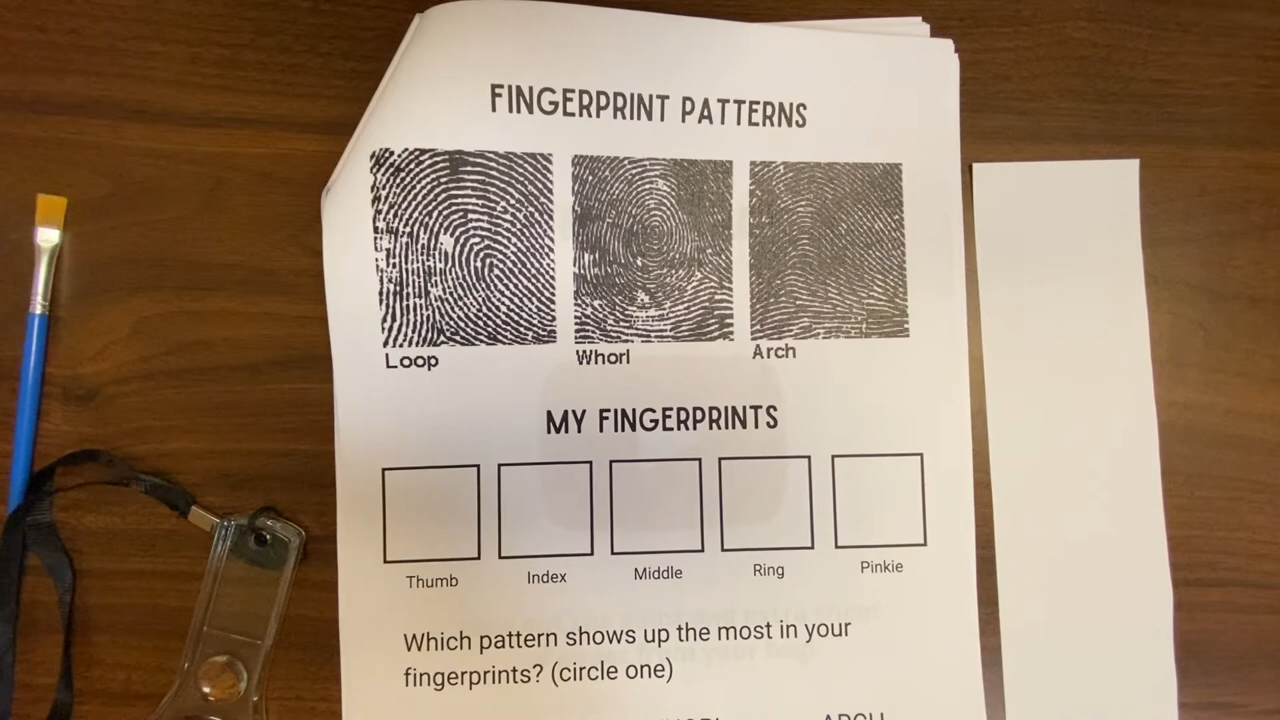 FINGERPRINT PATTERNS
Loop Whorl Arch
MY FINGERPRINTS
Thumb Index Middle Ring Pinkie
Which pattern shows up the most in your
fingerprints? (circle one)
ARCH